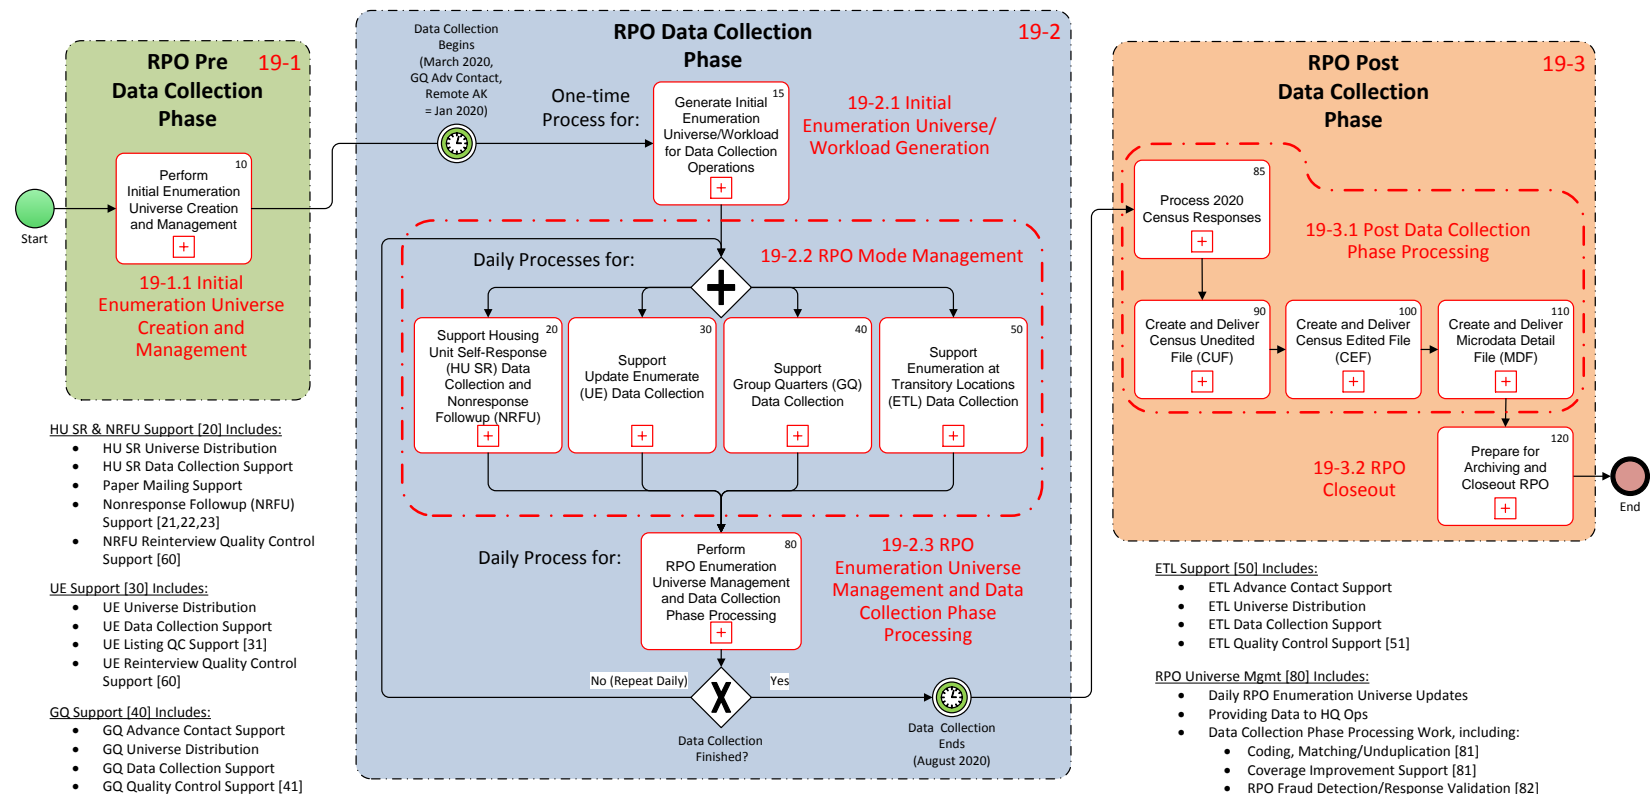 RPO Pre
Data Collection
Phase
19-1
10
Perform
Initial Enumeration
Universe Creation
and Management
Start
19-1.1 Initial
Enumeration Universe
Creation and
Management
HU SR & NRFU Support [20] Includes:
• HU SR Universe Distribution
• HU SR Data Collection Support
• Paper Mailing Support
• Nonresponse Followup (NRFU)
Support [21,22,23]
• NRFU Reinterview Quality Control
Support [60]
UE Support [30] Includes:
• UE Universe Distribution
• UE Data Collection Support
• UE Listing QC Support [31]
• UE Reinterview Quality Control
Support [60]
GQ Support [40] Includes:
• GQ Advance Contact Support
• GQ Universe Distribution
• GQ Data Collection Support
• GQ Quality Control Support [41]
Data Collection
Begins
(March 2020,
GQ Adv Contact,
Remote AK
= Jan 2020)
RPO Data Collection
Phase
19-2
One-time
Process for:
15
Generate Initial
Enumeration
Universe/Workload
for Data Collection
Operations
19-2.1 Initial
Enumeration Universe/
Workload Generation
Daily Processes for:
19-2.2 RPO Mode Management
20
Support Housing
Unit Self-Response
(HU SR) Data
Collection and
Nonresponse
Followup (NRFU)
30
Support
Update Enumerate
(UE) Data Collection
40
Support
Group Quarters (GQ)
Data Collection
50
Support
Enumeration at
Transitory Locations
(ETL) Data Collection
Daily Process for:
80
Perform
RPO Enumeration
Universe Management
and Data Collection
Phase Processing
19-2.3 RPO
Enumeration Universe
Management and Data
Collection Phase
Processing
No (Repeat Daily)
X
Yes
Data Collection
Finished?
Data Collection
Ends
(August 2020)
RPO Post
Data Collection
Phase
19-3
85
Process 2020
Census Responses
19-3.1 Post Data Collection
Phase Processing
90
Create and Deliver
Census Unedited
File (CUF)
100
Create and Deliver
Census Edited File
(CEF)
110
Create and Deliver
Microdata Detail
File (MDF)
19-3.2 RPO
Closeout
120
Prepare for
Archiving and
Closeout RPO
End
ETL Support [50] Includes:
• ETL Advance Contact Support
• ETL Universe Distribution
• ETL Data Collection Support
• ETL Quality Control Support [51]
RPO Universe Mgmt [80] Includes:
• Daily RPO Enumeration Universe Updates
• Providing Data to HQ Ops
• Data Collection Phase Processing Work, including:
• Coding, Matching/Unduplication [81]
• Coverage Improvement Support [81]
• RPO Fraud Detection/Response Validation [82]